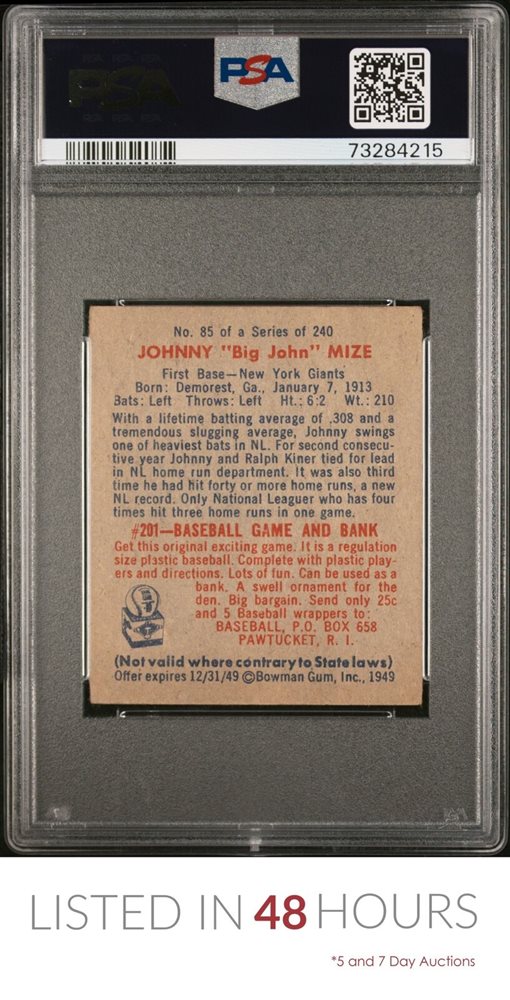 PSA
PSA
PSA PSA PSA
73284215
No. 85 of a Series of 240
JOHNNY "Big John" MIZE
First Base—New York Giants
Born: Demorest, Ga., January 7, 1913
Bats: Left Throws: Left Ht.: 6:2 Wt.: 210
With a lifetime batting average of .308 and a
tremendous slugging average, Johnny swings
one of heaviest bats in NL. For second consecu-
tive year Johnny and Ralph Kiner tied for lead
in NL home run department. It was also third
time he had hit forty or more home runs, a new
NL record. Only National Leaguer who has four
times hit three home runs in one game.
#201—BASEBALL GAME AND BANK
Get this original exciting game. It is a regulation
size plastic baseball. Complete with plastic play-
ers and directions. Lots of fun. Can be used as a
bank. A swell ornament for the
den. Big bargain. Send only 25c
and 5 Baseball wrappers to:
BASEBALL, P.O. BOX 658
PAWTUCKET, R. I.
(Not valid where contrary to State laws)
Offer expires 12/31/49 ©Bowman Gum, Inc., 1949
LISTED IN 48 HOURS
*5 and 7 Day Auctions